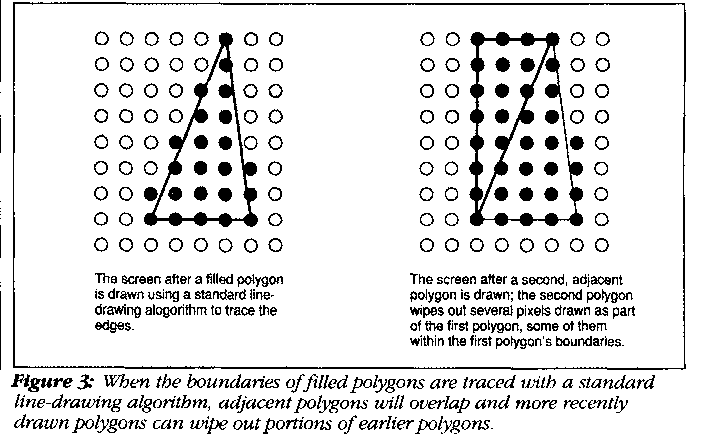 The screen after a filled polygon
is drawn using a standard line-
drawing alogorithm to trace the
edges.
The screen after a second, adjacent
polygon is drawn; the second polygon
wipes out several pixels drawn as part
of the first polygon, some of them
within the first polygon's boundaries.
Figure 3: When the boundaries of filled polygons are traced with a standard
line-drawing algorithm, adjacent polygons will overlap and more recently
drawn polygons can wipe out portions of earlier polygons.